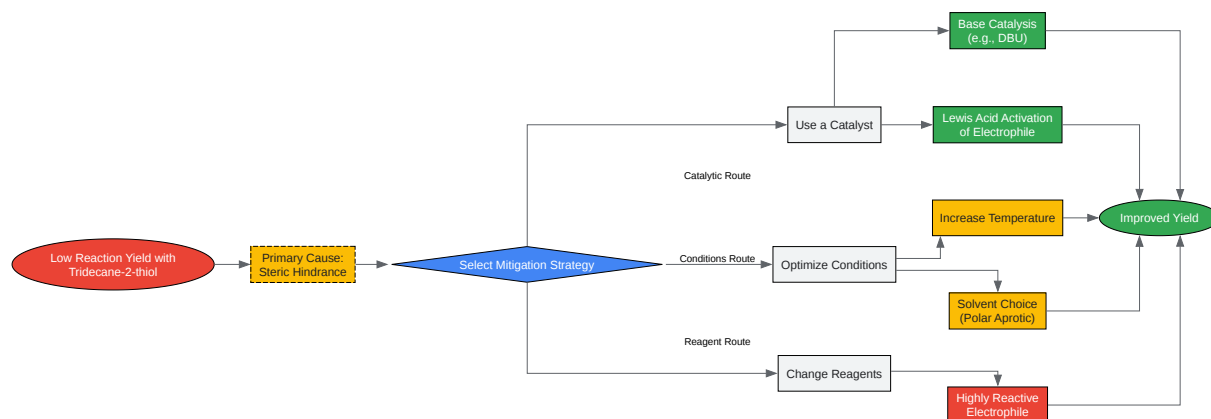 Base Catalysis
(e.g., DBU)
Use a Catalyst
Lewis Acid Activation
of Electrophile
Catalytic Route
Increase Temperature
Improved Yield
Low Reaction Yield with
Tridecane-2-thiol
Primary Cause:
Steric Hindrance
Select Mitigation Strategy
Conditions Route
Optimize Conditions
Solvent Choice
(Polar Aprotic)
Reagent Route
Change Reagents
Highly Reactive
Electrophile